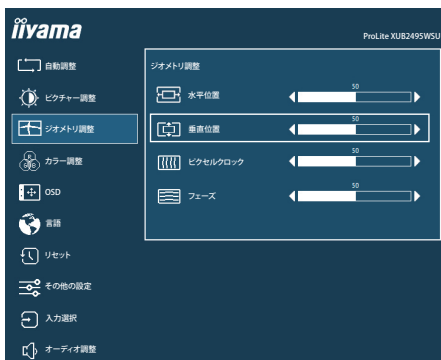 iiyama
ProLite XUB2495WSU
自動調整
ピクチャー調整
ジオメトリ調整
カラー調整
OSD
言語
リセット
その他の設定
入力選択
オーディオ調整
ジオメトリ調整
水平位置
50
垂直位置
50
ピクセルクロック
50
フェーズ
50